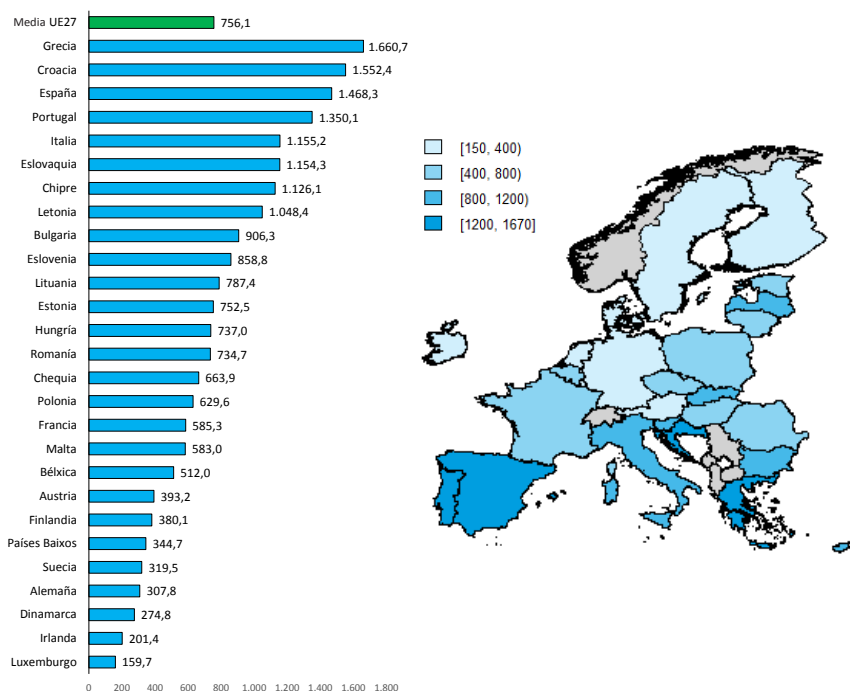 Media UE27 756,1
Grecia 1.660,7
Croacia 1.552,4
España 1.468,3
Portugal 1.350,1
Italia 1.155,2
Eslovaquia 1.154,3
Chipre 1.126,1
Letonia 1.048,4
Bulgaria 906,3
Eslovenia 858,8
Lituania 787,4
Estonia 752,5
Hungría 737,0
Romanía 734,7
Chequia 663,9
Polonia 629,6
Francia 585,3
Malta 583,0
Bélxica 512,0
Austria 393,2
Finlandia 380,1
Países Baixos 344,7
Suecia 319,5
Alemaña 307,8
Dinamarca 274,8
Irlanda 201,4
Luxemburgo 159,7
0 200 400 600 800 1.000 1.200 1.400 1.600 1.800
[150, 400)
[400, 800)
[800, 1200)
[1200, 1670]